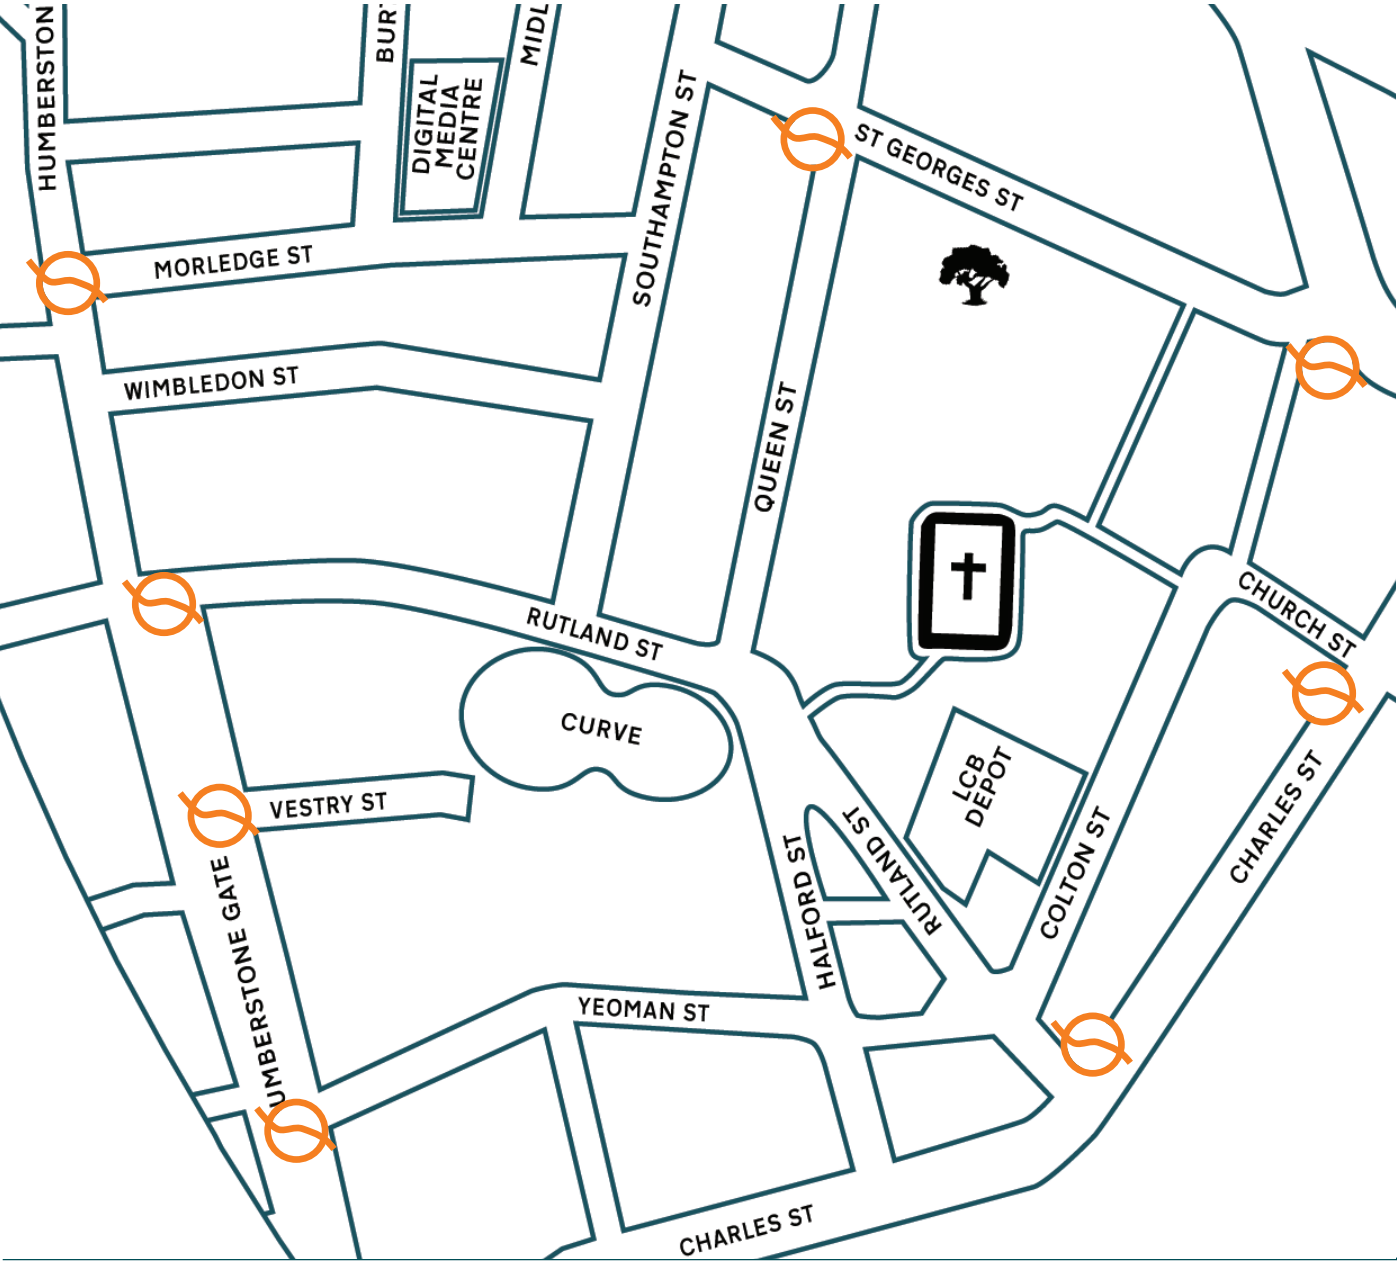 HUMBERSTON
BUR
MIDL
DIGITAL
MEDIA
CENTRE
SOUTHAMPTON ST
ST GEORGES ST
MORLEDGE ST
WIMBLEDON ST
QUEEN ST
RUTLAND ST
CHURCH ST
CURVE
LCB
DEPOT
VESTRY ST
CHARLES ST
HALFORD ST
RUTLAND ST
COLTON ST
UMBERSTONE GATE
YEOMAN ST
CHARLES ST